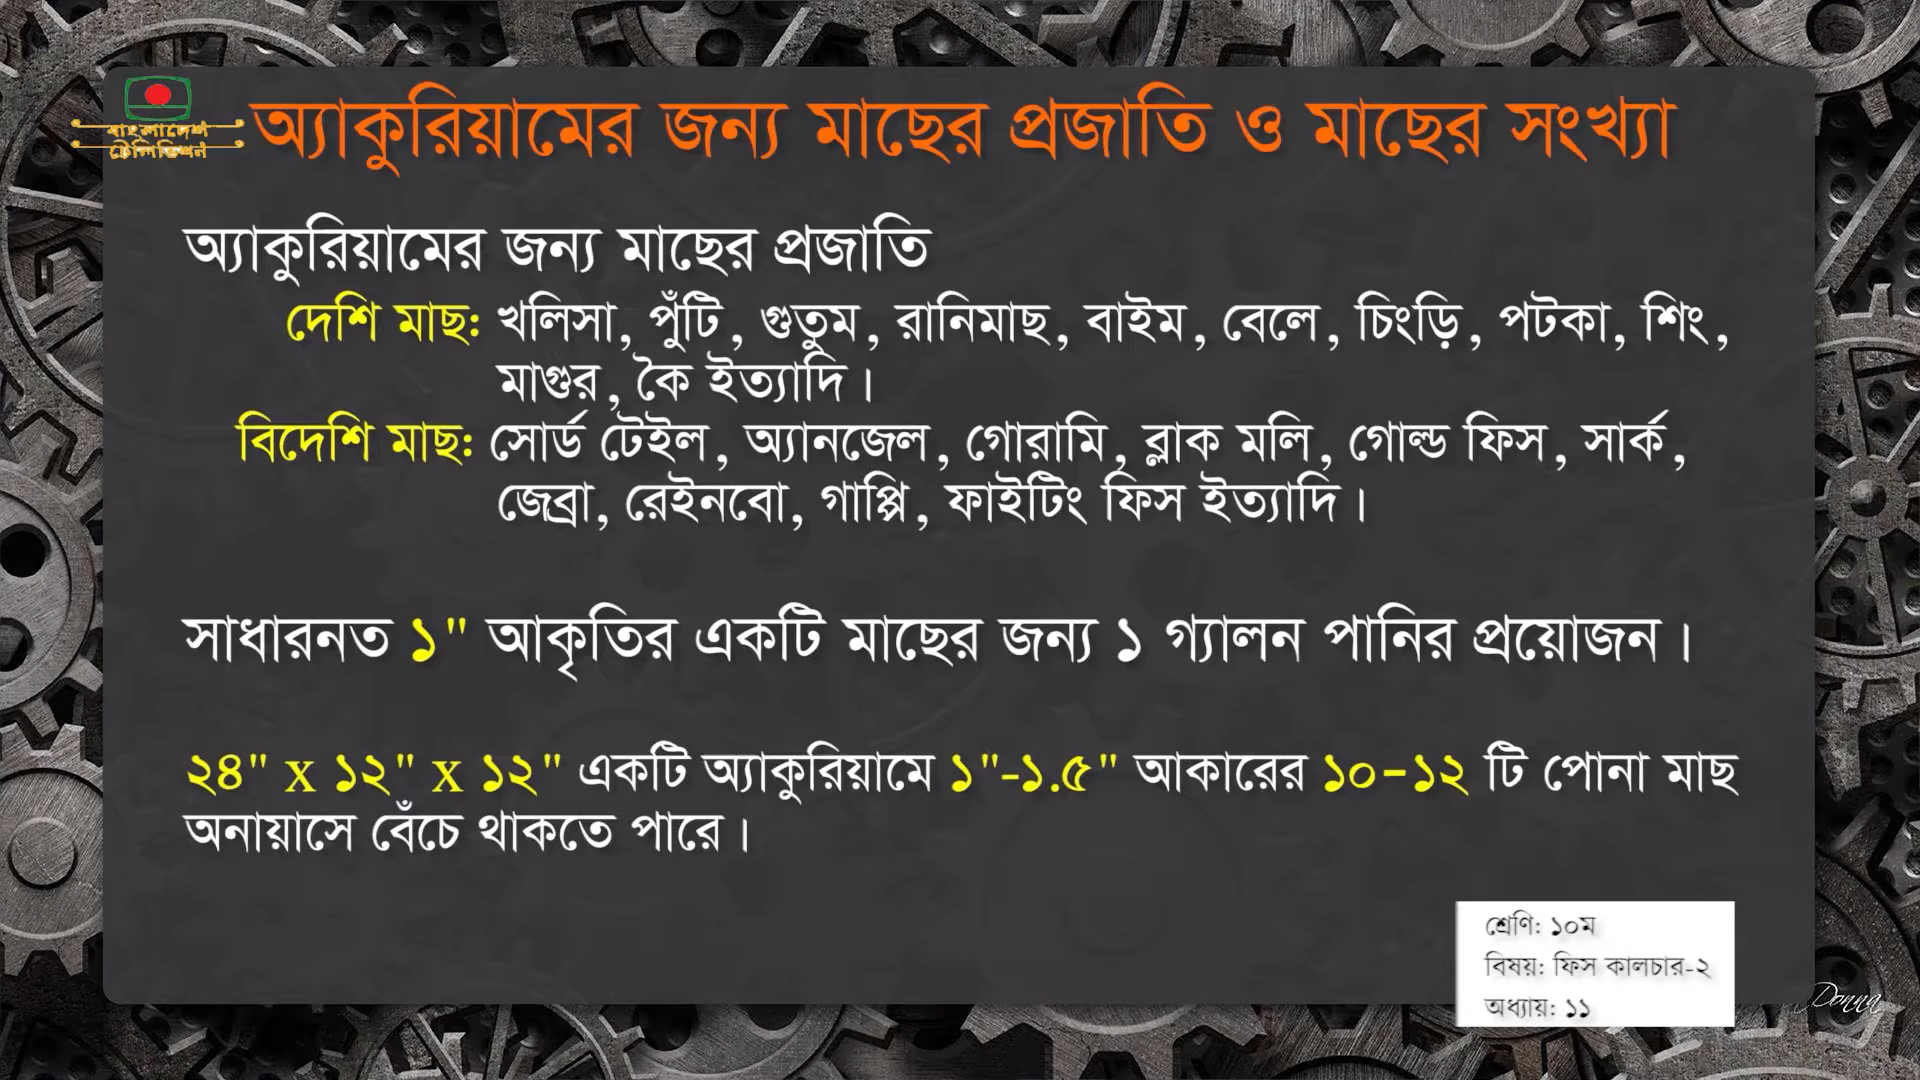 বাংলাদেশ
টেলিভিশন
অ্যাকুরিয়ামের জন্য মাছের প্রজাতি ও মাছের সংখ্যা
অ্যাকুরিয়ামের জন্য মাছের প্রজাতি
দেশি মাছ: খলিসা, পুঁটি, গুতুম, রানিমাছ, বাইম, বেলে, চিংড়ি, পটকা, শিং,
মাগুর, কৈ ইত্যাদি।
বিদেশি মাছ: সোর্ড টেইল, অ্যানজেল, গোরামি, ব্লাক মলি, গোল্ড ফিস, সার্ক,
জেব্রা, রেইনবো, গাপ্পি, ফাইটিং ফিস ইত্যাদি।
সাধারনত ১" আকৃতির একটি মাছের জন্য ১ গ্যালন পানির প্রয়োজন।
২৪" x ১২" x ১২" একটি অ্যাকুরিয়ামে ১"-১.৫" আকারের ১০-১২ টি পোনা মাছ
অনায়াসে বেঁচে থাকতে পারে।
শ্রেণি: ১০ম
বিষয়: ফিস কালচার-২
অধ্যায়: ১১
Donna